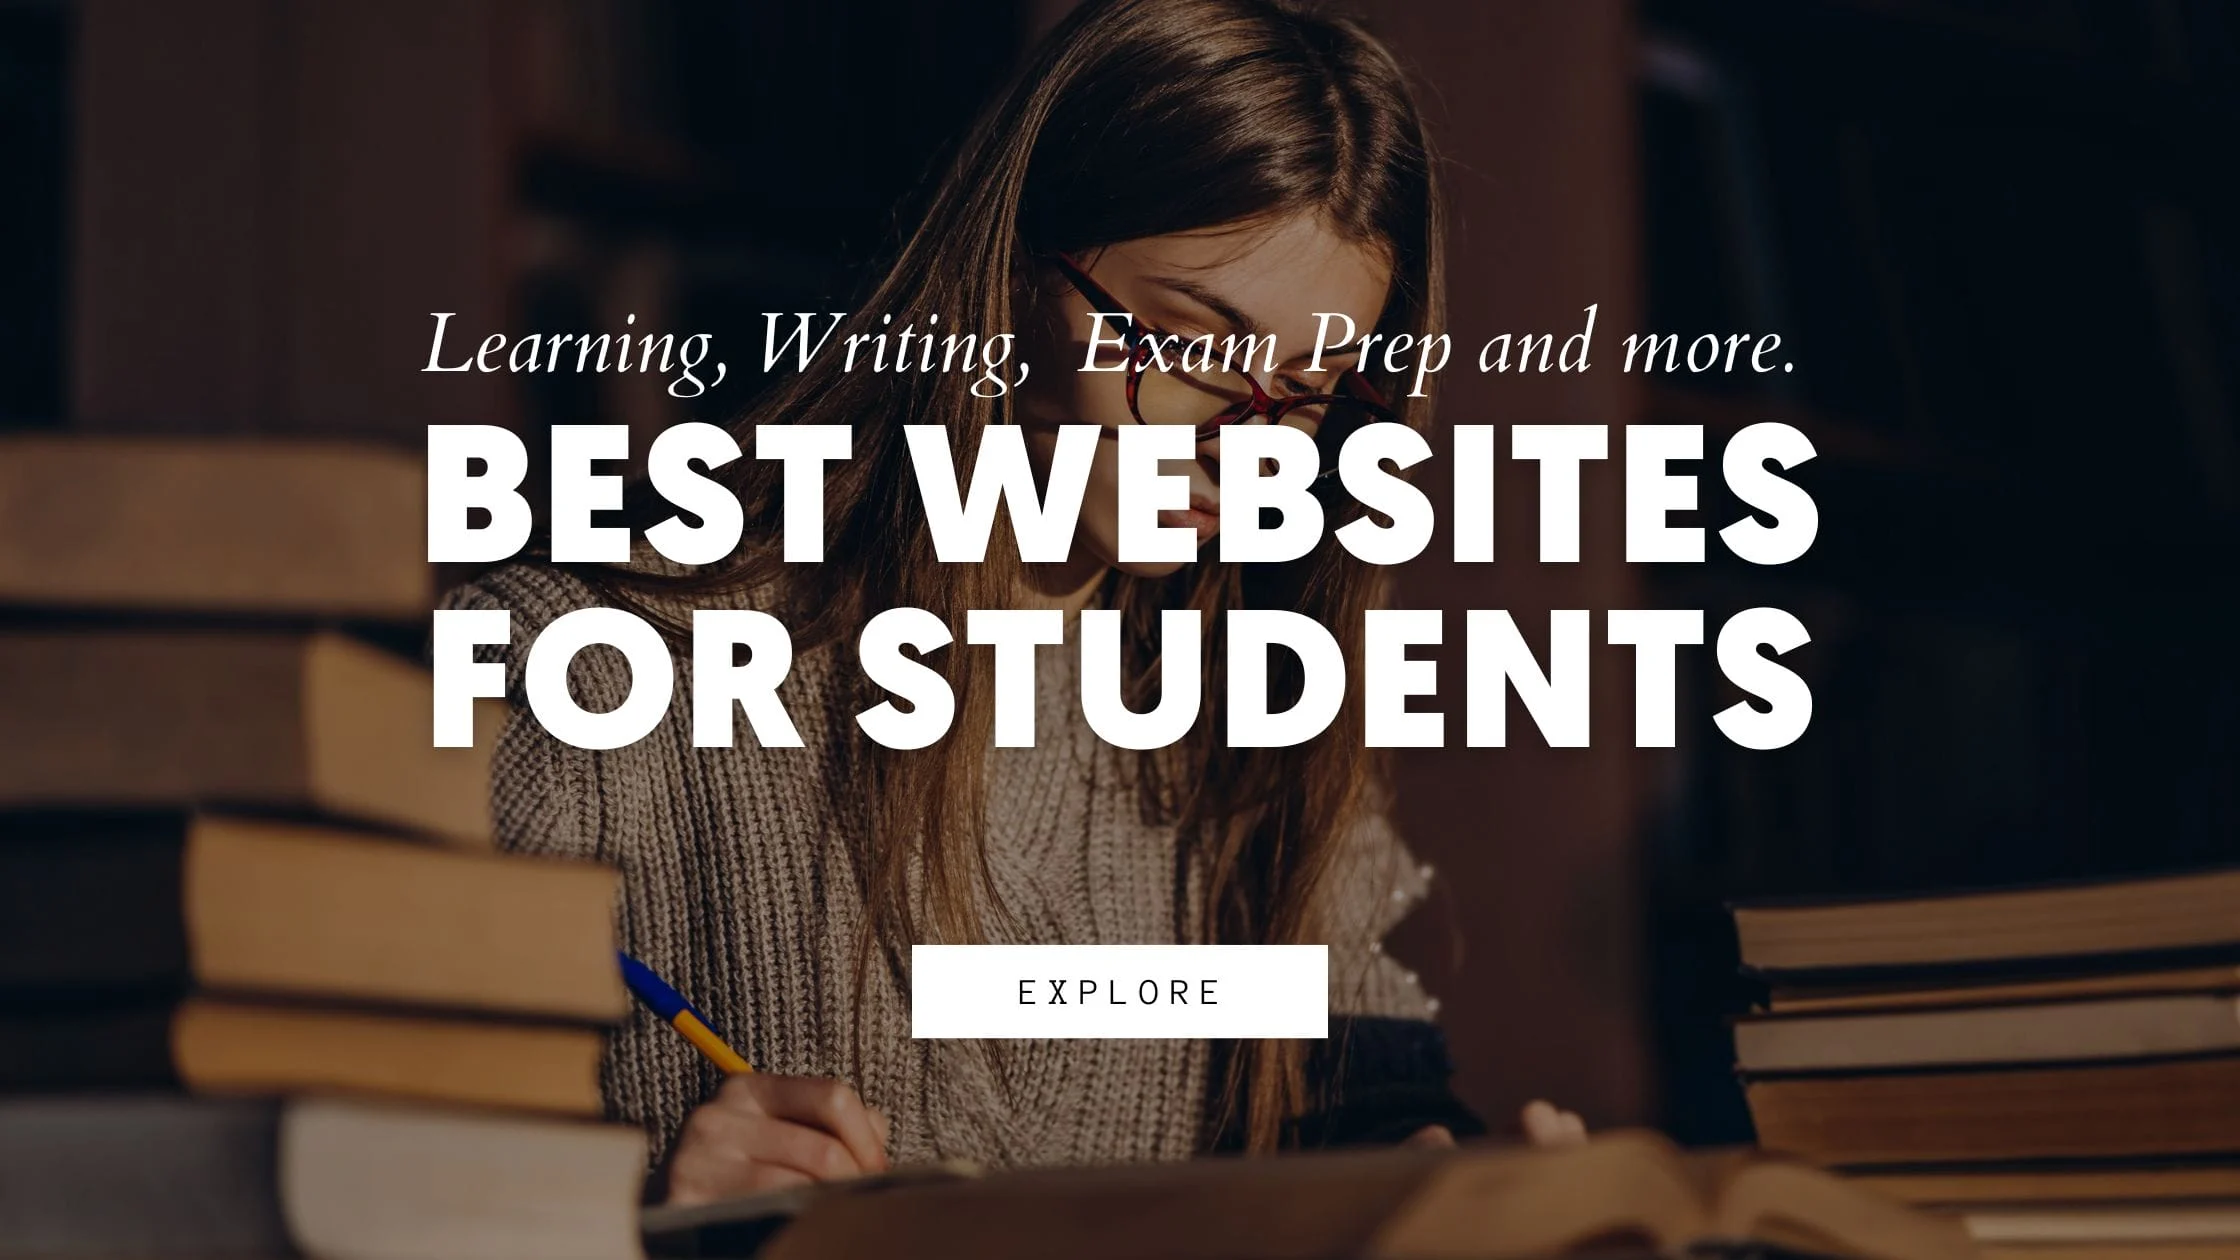 Learning, Writing, Exam Prep and more.
BEST WEBSITES
FOR STUDENTS
EXPLORE